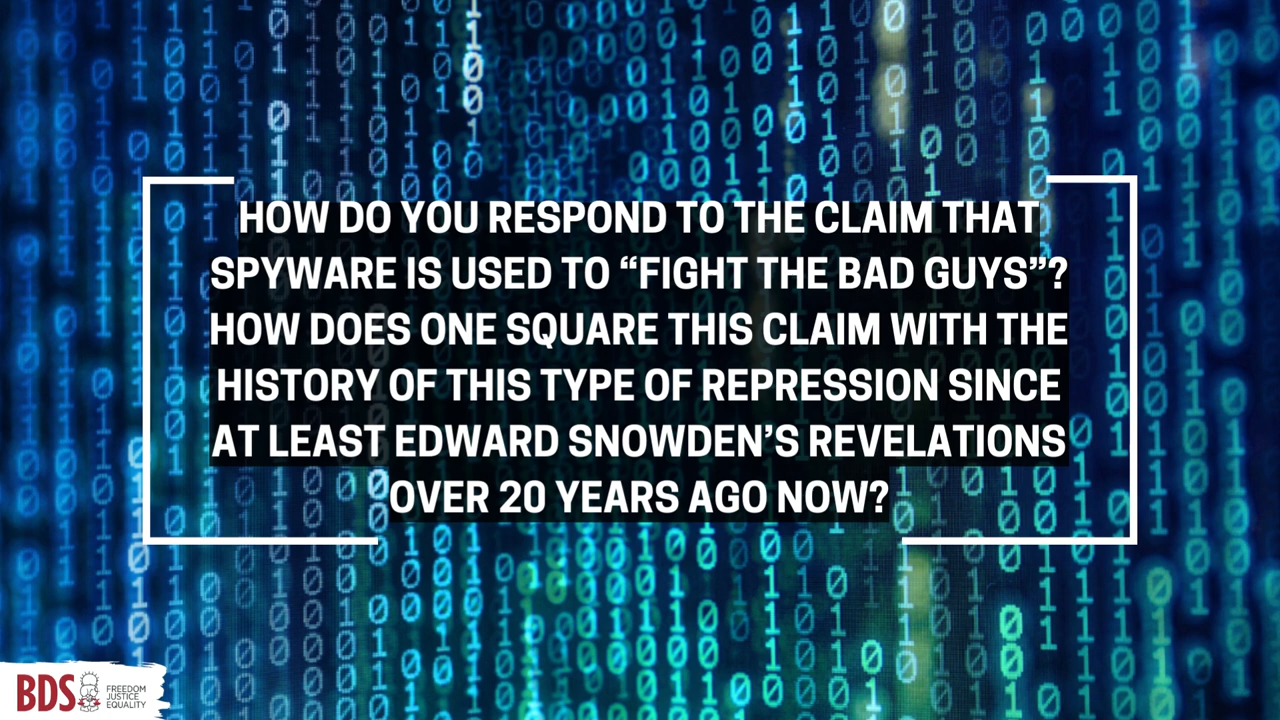 HOW DO YOU RESPOND TO THE CLAIM THAT
SPYWARE IS USED TO “FIGHT THE BAD GUYS”?
HOW DOES ONE SQUARE THIS CLAIM WITH THE
HISTORY OF THIS TYPE OF REPRESSION SINCE
AT LEAST EDWARD SNOWDEN’S REVELATIONS
OVER 20 YEARS AGO NOW?
BDS
FREEDOM
JUSTICE
EQUALITY